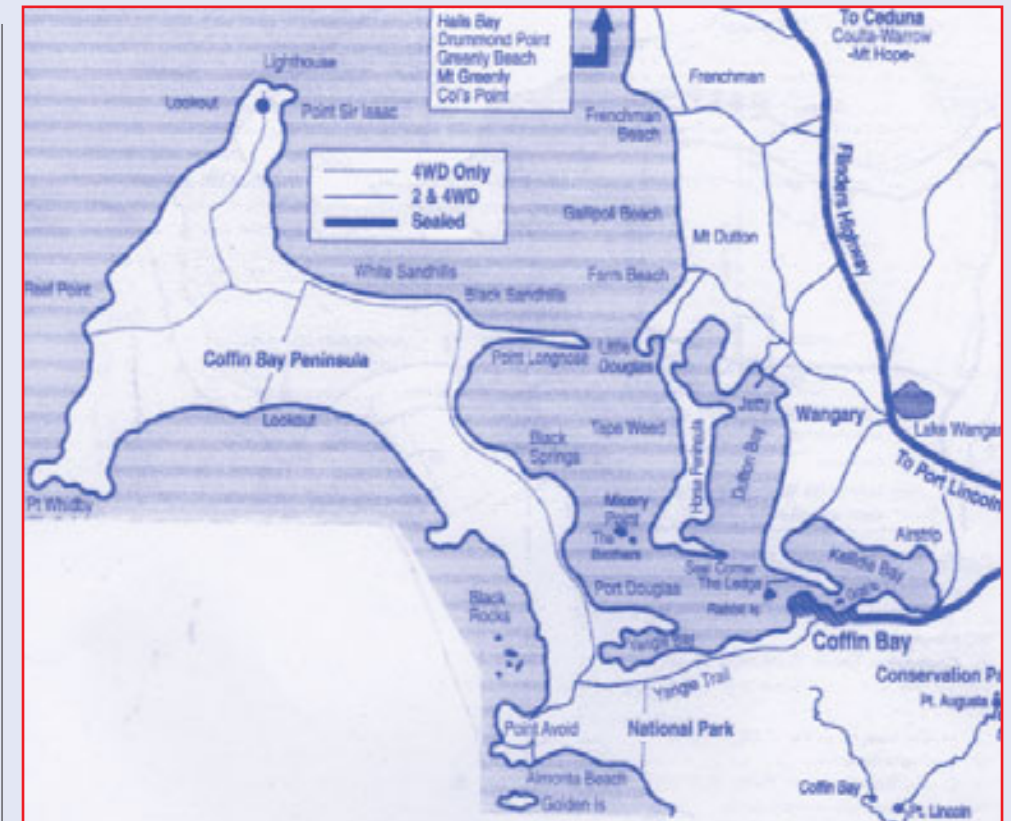 Halls Bay
Drummond Point
Greenly Beach
Mt Greenly
Col's Point
To Ceduna
Coulta-Warrow
-Mt Hope-
Lighthouse
Lookout
Point Sir Isaac
Frenchman
Frenchman
Beach
4WD Only
2 & 4WD
Sealed
Flinders Highway
Gallipoli Beach
Mt Dutton
White Sandhills
Farm Beach
Reef Point
Black Sandhills
Coffin Bay Peninsula
Point Longnose
Little
Douglas
Jetty
Wangary
Lookout
Lake Wangar
Black
Springs
Horse Peninsula
Dutton Bay
To Port Lincoln
Pt Whidby
Misery
Point
The
Brothers
Airstrip
Kellidie Bay
Port Douglas
The Ledge
Rabbit Is
Black
Rocks
Yangie Bay
Coffin Bay
Yangie Trail
Conservation Pa
Pt. Augusta
Point Avoid
National Park
Almonta Beach
Golden Is
Coffin Bay
Pt. Lincoln